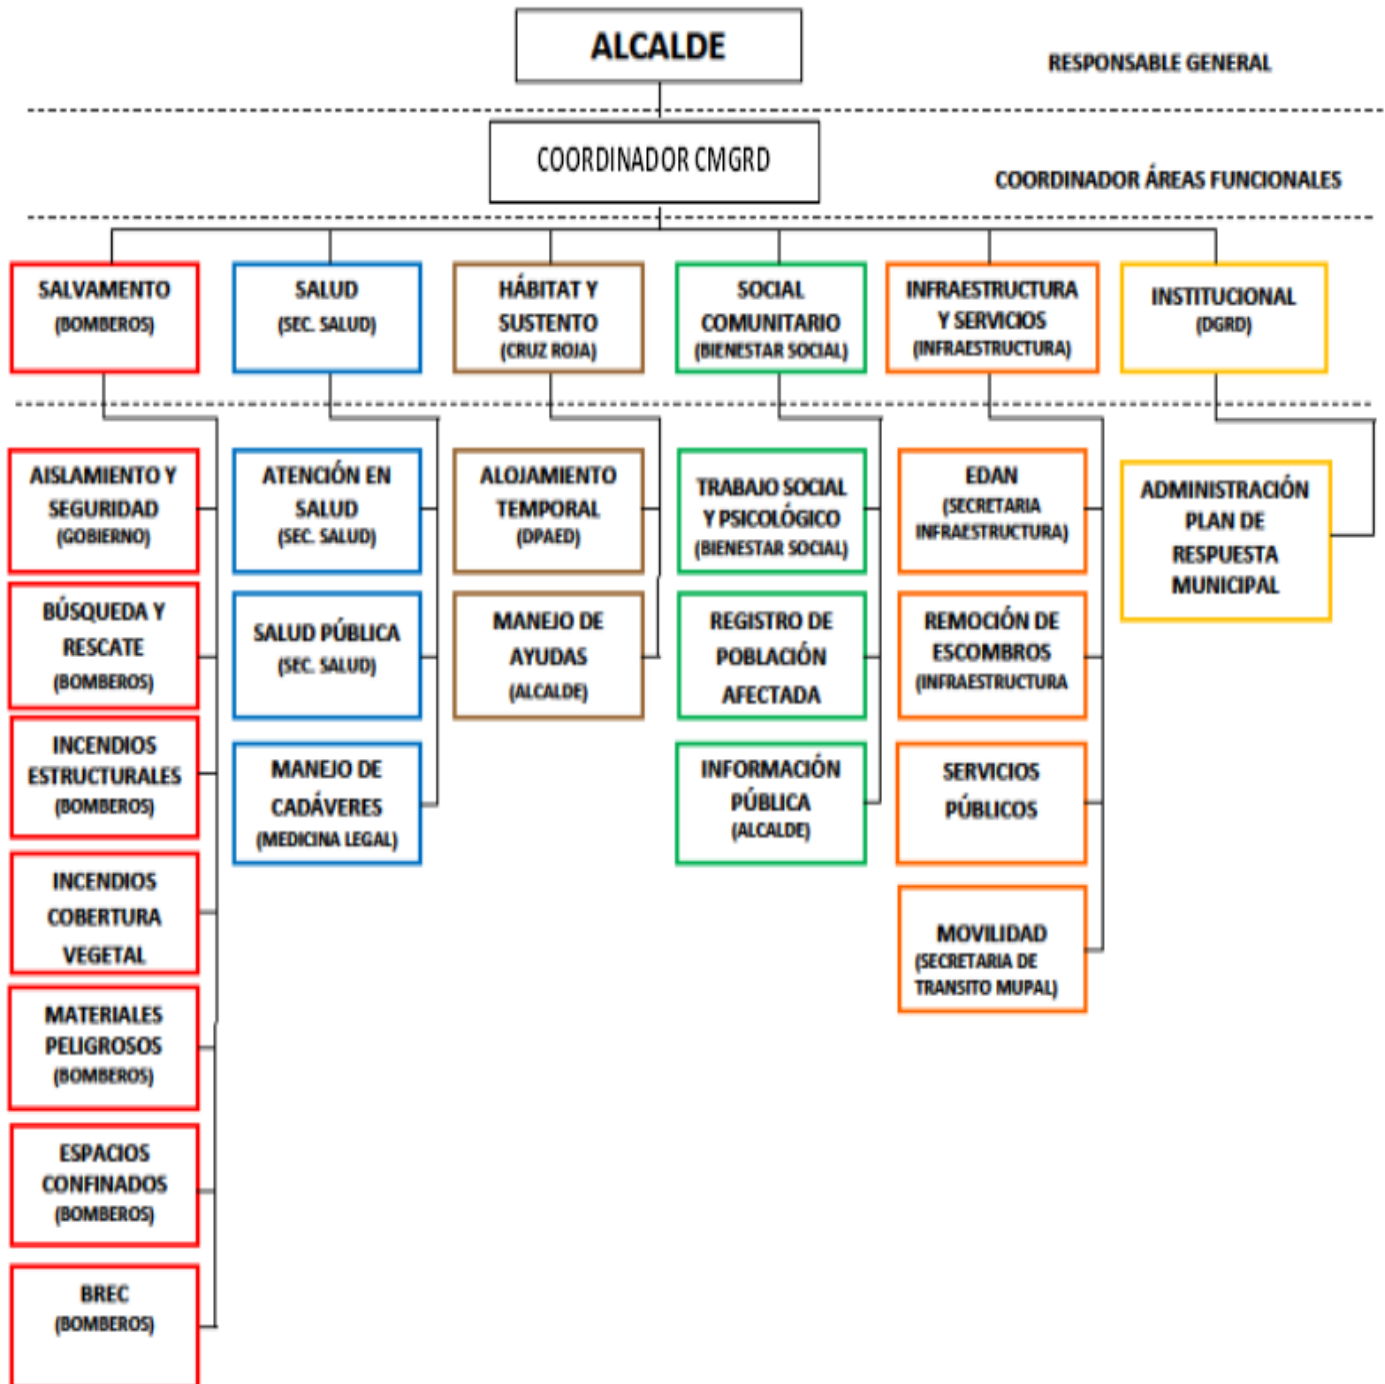 ALCALDE
RESPONSABLE GENERAL
COORDINADOR CMGRD
COORDINADOR ÁREAS FUNCIONALES
SALVAMENTO
(BOMBEROS)
SALUD
(SEC. SALUD)
HÁBITAT Y
SUSTENTO
(CRUZ ROJA)
SOCIAL
COMUNITARIO
(BIENESTAR SOCIAL)
INFRAESTRUCTURA
Y SERVICIOS
(INFRAESTRUCTURA)
INSTITUCIONAL
(DGRD)
AISLAMIENTO Y
SEGURIDAD
(GOBIERNO)
BÚSQUEDA Y
RESCATE
(BOMBEROS)
INCENDIOS
ESTRUCTURALES
(BOMBEROS)
INCENDIOS
COBERTURA
VEGETAL
MATERIALES
PELIGROSOS
(BOMBEROS)
ESPACIOS
CONFINADOS
(BOMBEROS)
BREC
(BOMBEROS)
ATENCIÓN EN
SALUD
(SEC. SALUD)
SALUD PÚBLICA
(SEC. SALUD)
MANEJO DE
CADÁVERES
(MEDICINA LEGAL)
ALOJAMIENTO
TEMPORAL
(DPAED)
MANEJO DE
AYUDAS
(ALCALDE)
TRABAJO SOCIAL
Y PSICOLÓGICO
(BIENESTAR SOCIAL)
REGISTRO DE
POBLACIÓN
AFECTADA
INFORMACIÓN
PÚBLICA
(ALCALDE)
EDAN
(SECRETARIA
INFRAESTRUCTURA)
REMOCIÓN DE
ESCOMBROS
(INFRAESTRUCTURA
SERVICIOS
PÚBLICOS
MOVILIDAD
(SECRETARIA DE
TRANSITO MUPAL)
ADMINISTRACIÓN
PLAN DE
RESPUESTA
MUNICIPAL